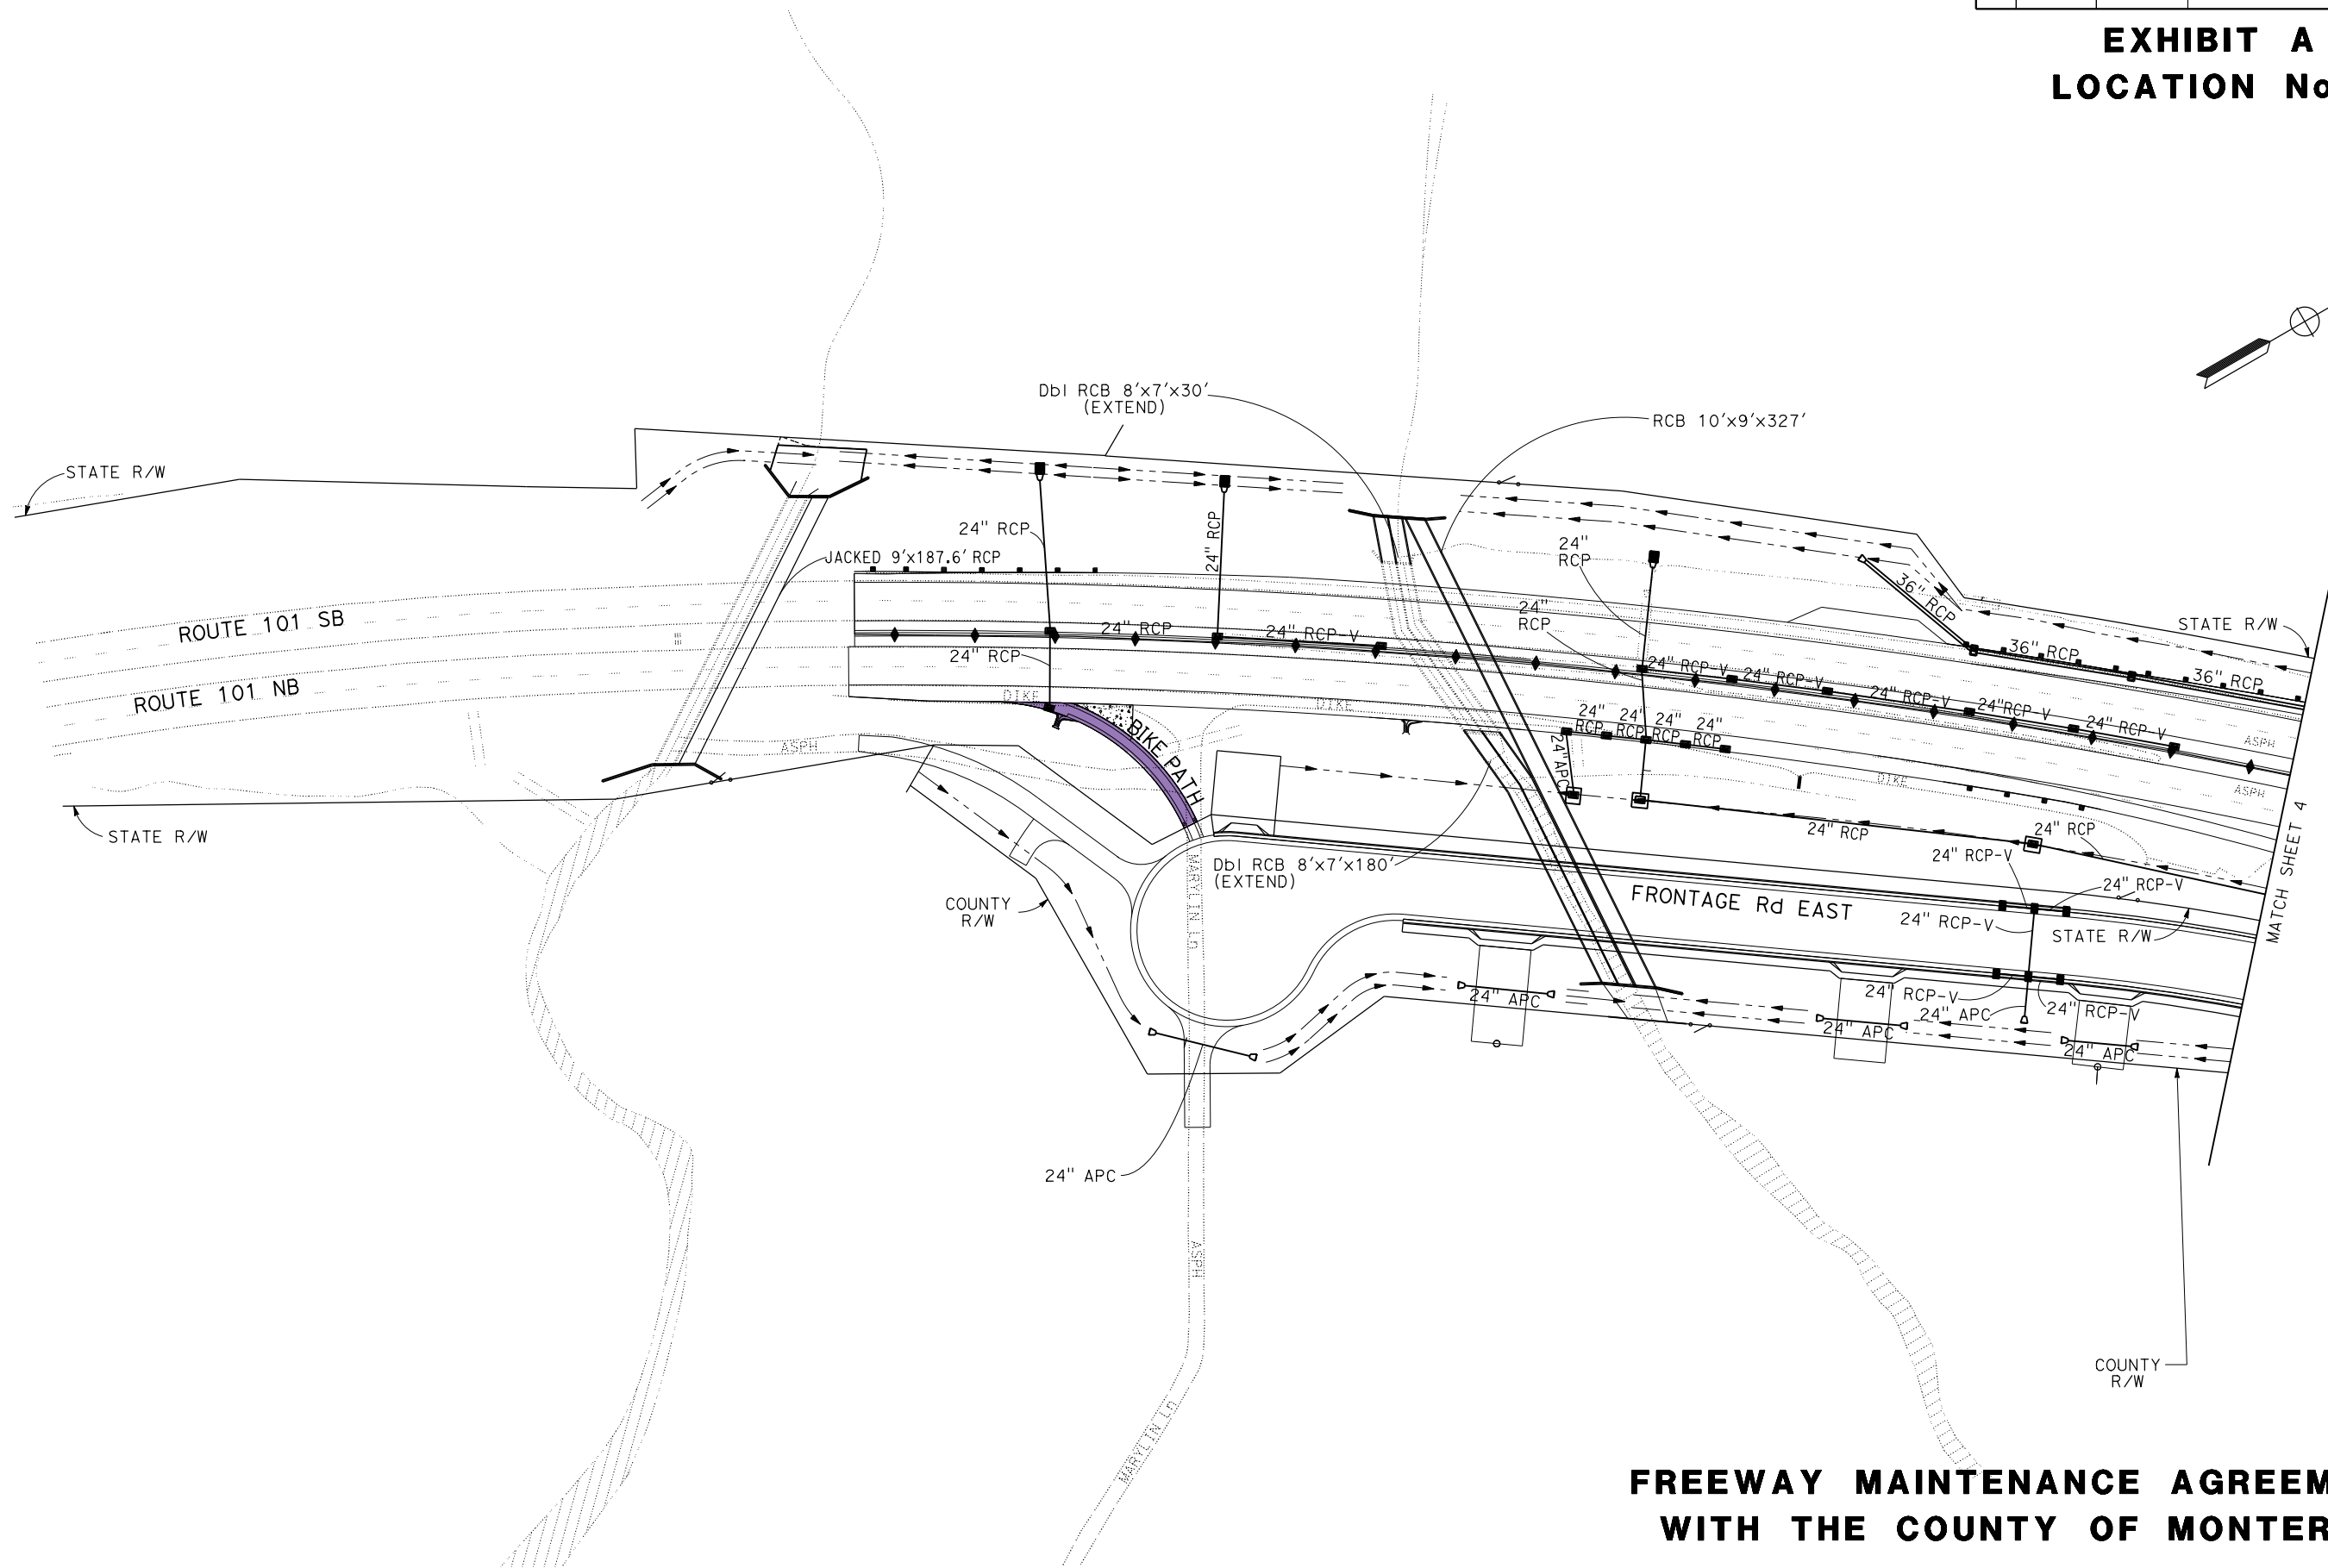 EXHIBIT A
LOCATION No
Dbl RCB 8'x7'x30'
(EXTEND)
RCB 10'x9'x327'
STATE R/W
24" RCP
24" RCP
24"
RCP
JACKED 9'x187.6' RCP
36" RCP
24"
RCP
ROUTE 101 SB
24" RCP
24" RCP-V
STATE R/W
36" RCP
24" RCP
24" RCP-V
24" RCP-V
36" RCP
ROUTE 101 NB
DIKE
DIKE
24" RCP-V
24"RCP-V
24" RCP-V
24"
24"
24"
24"
RCP
RCP
RCP
RCP
ASPH
ASPH
BIKE PATH
24"APC
DIKE
ASPH
STATE R/W
24" RCP
24" RCP
MATCH SHEET 4
Dbl RCB 8'x7'x180'
(EXTEND)
24" RCP-V
24" RCP-V
MARYLIN Ln
COUNTY
R/W
FRONTAGE Rd EAST
24" RCP-V
STATE R/W
24" APC
24" RCP-V
24" RCP-V
24" APC
24" APC
24" APC
24" APC
ASPH
COUNTY
R/W
MARYLIN Ln
FREEWAY MAINTENANCE AGREEM
WITH THE COUNTY OF MONTER